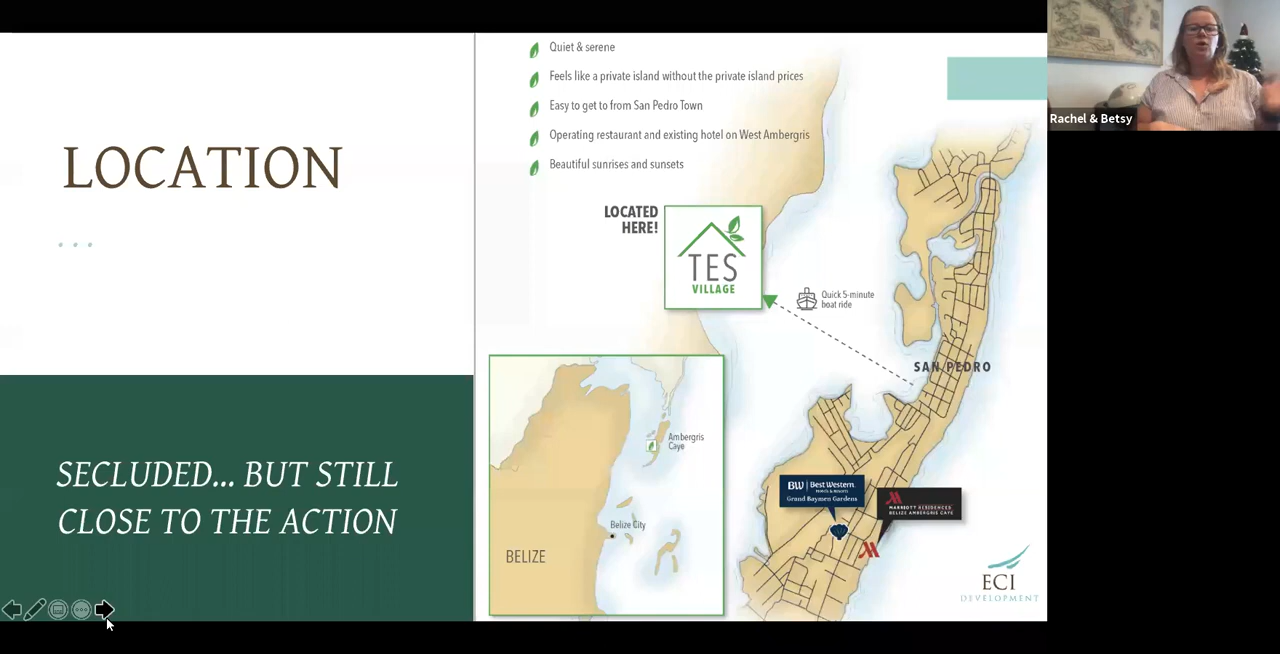 LOCATION
SECLUDED... BUT STILL
CLOSE TO THE ACTION
Quiet & serene
Feels like a private island without the private island prices
Easy to get to from San Pedro Town
Operating restaurant and existing hotel on West Ambergris
Beautiful sunrises and sunsets
LOCATED
HERE!
TES
VILLAGE
Quick 5-minute
boat ride
SAN PEDRO
Ambergris
Caye
Belize City
BELIZE
BW Best Western
HOTELS & RESORTS
Grand Baymen Gardens
MARRIOTT RESIDENCES
BELIZE AMBERGRIS CAYE
ECI
DEVELOPMENT
Rachel & Betsy